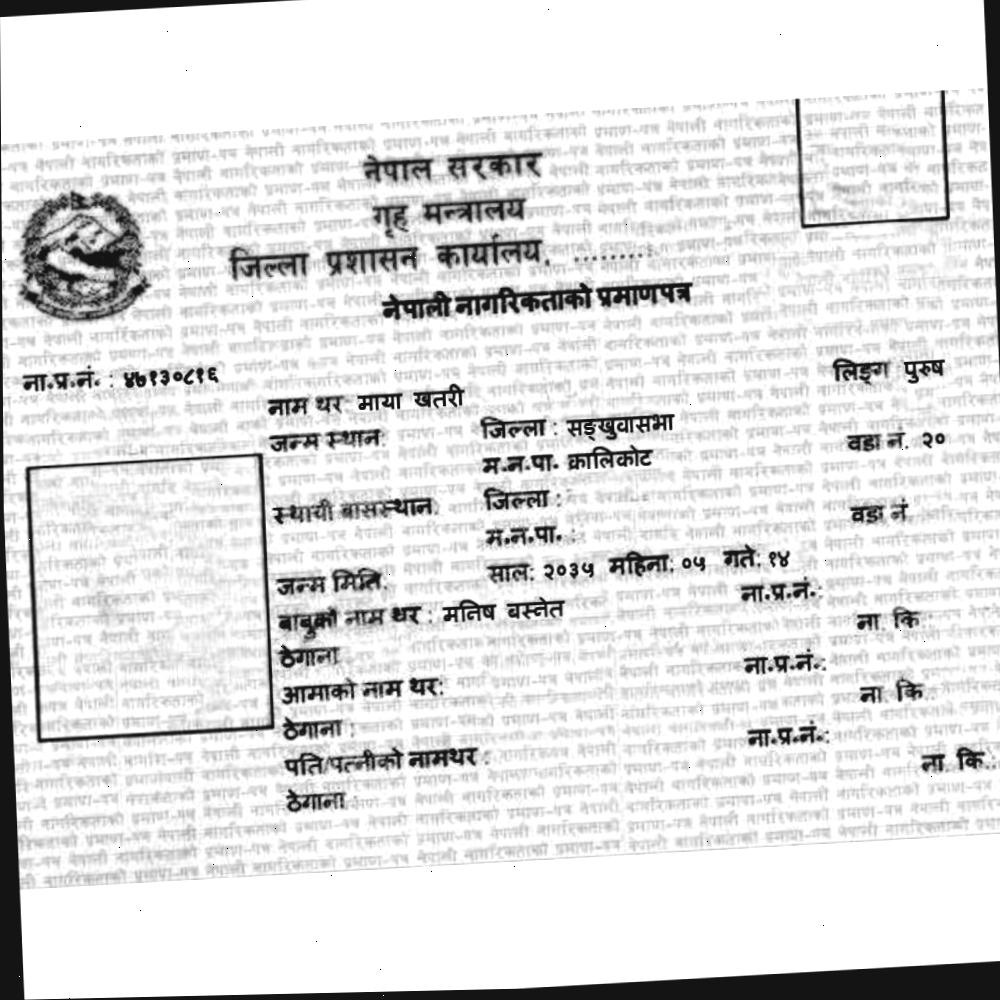 नेपाल सरकार
गृह मन्त्रालय
जिल्ला प्रशासन कार्यालय, .........
नेपाली नागरिकताको प्रमाणपत्र
ना.प्र.नं. : ४७१३०८१६ लिङ्ग पुरुष
नाम थर माया खतरी
जन्म स्थान: जिल्ला : सङ्खुवासभा वडा नं. २०
म.न.पा. कालिकोट
स्थायी बासस्थान: जिल्ला : वडा नं
म.न.पा. :
जन्म मिति: साल: २०३५ महिना: ०५ गते: १४
बाबुको नाम थर : मनिष बस्नेत ना.प्र.नं.:
ठेगाना ना. कि :
आमाको नाम थर: ना.प्र.नं.:
ठेगाना : ना. कि :
पति/पत्नीको नामथर : ना.प्र.नं.:
ठेगाना : ना. कि :